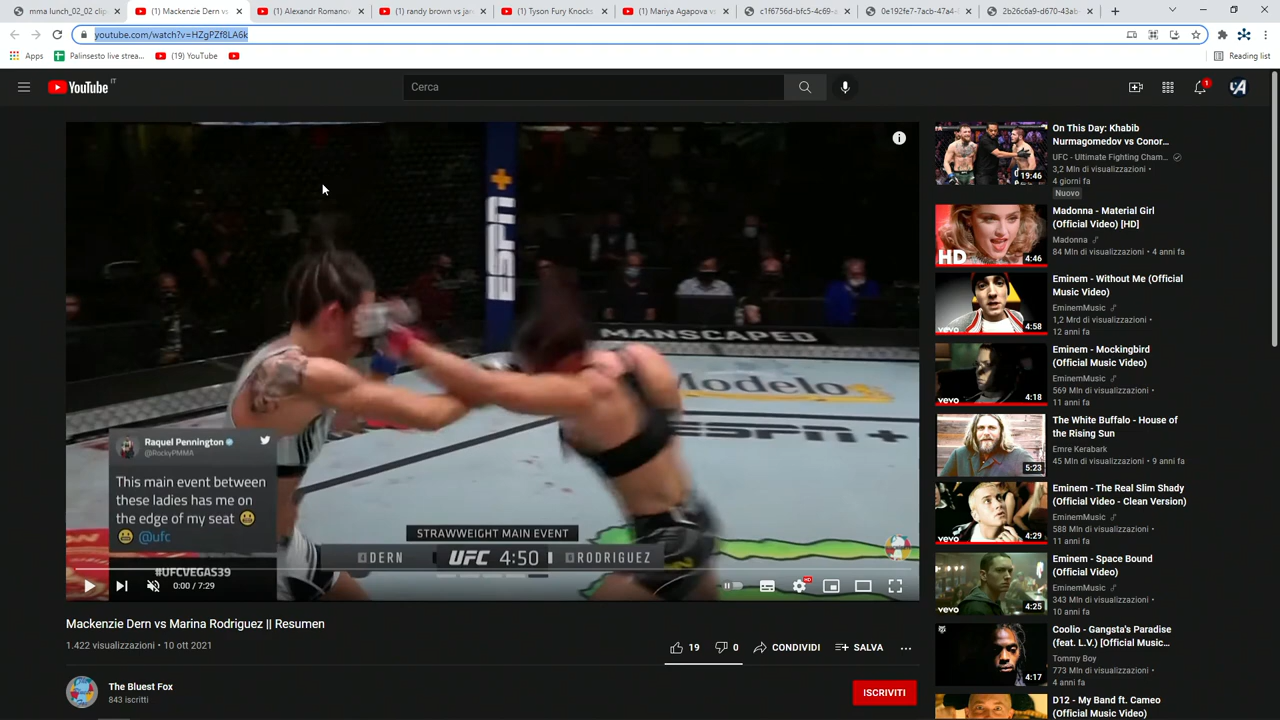 mma lunch_02_02 clip
(1) Mackenzie Dern vs
(1) Alexandr Romano
(1) randy brown vs ja
(1) Tyson Fury Knocks
(1) Mariya Agapova vs
c1f6756d-bfc5-4c69-a
0e192fe7-7acb-47a4-
2b26c6a9-d670-43ab
youtube.com/watch?v=HZgPZf8LA6k
Apps
Palinsesto live strea...
(19) YouTube
Reading list
YouTube IT
Cerca
1
ESPN
MANSCAPED
Modelo
ESPN+
Raquel Pennington
@RockyPMMA
This main event between
these ladies has me on
the edge of my seat 😬
😬 @ufc
#UFCVEGAS39
STRAWWEIGHT MAIN EVENT
DERN UFC 4:50 RODRIGUEZ
0:00 / 7:29
HD
Mackenzie Dern vs Marina Rodriguez || Resumen
1.422 visualizzazioni • 10 ott 2021
19
0
CONDIVIDI
SALVA
The Bluest Fox
843 iscritti
ISCRIVITI
On This Day: Khabib
Nurmagomedov vs Conor...
UFC - Ultimate Fighting Cham...
3,2 Mln di visualizzazioni •
4 giorni fa
Nuovo
19:46
Madonna - Material Girl
(Official Video) [HD]
Madonna
84 Mln di visualizzazioni • 4 anni fa
HD
4:46
Eminem - Without Me (Official
Music Video)
EminemMusic
1,2 Mrd di visualizzazioni •
12 anni fa
vevo
4:58
Eminem - Mockingbird
(Official Music Video)
EminemMusic
569 Mln di visualizzazioni •
11 anni fa
vevo
4:18
The White Buffalo - House of
the Rising Sun
Emre Kerabark
45 Mln di visualizzazioni • 9 anni fa
5:23
Eminem - The Real Slim Shady
(Official Video - Clean Version)
EminemMusic
588 Mln di visualizzazioni •
11 anni fa
vevo
4:29
Eminem - Space Bound
(Official Video)
EminemMusic
343 Mln di visualizzazioni •
10 anni fa
vevo
4:25
Coolio - Gangsta's Paradise
(feat. L.V.) [Official Music...
Tommy Boy
773 Mln di visualizzazioni •
4 anni fa
4:17
D12 - My Band ft. Cameo
(Official Music Video)